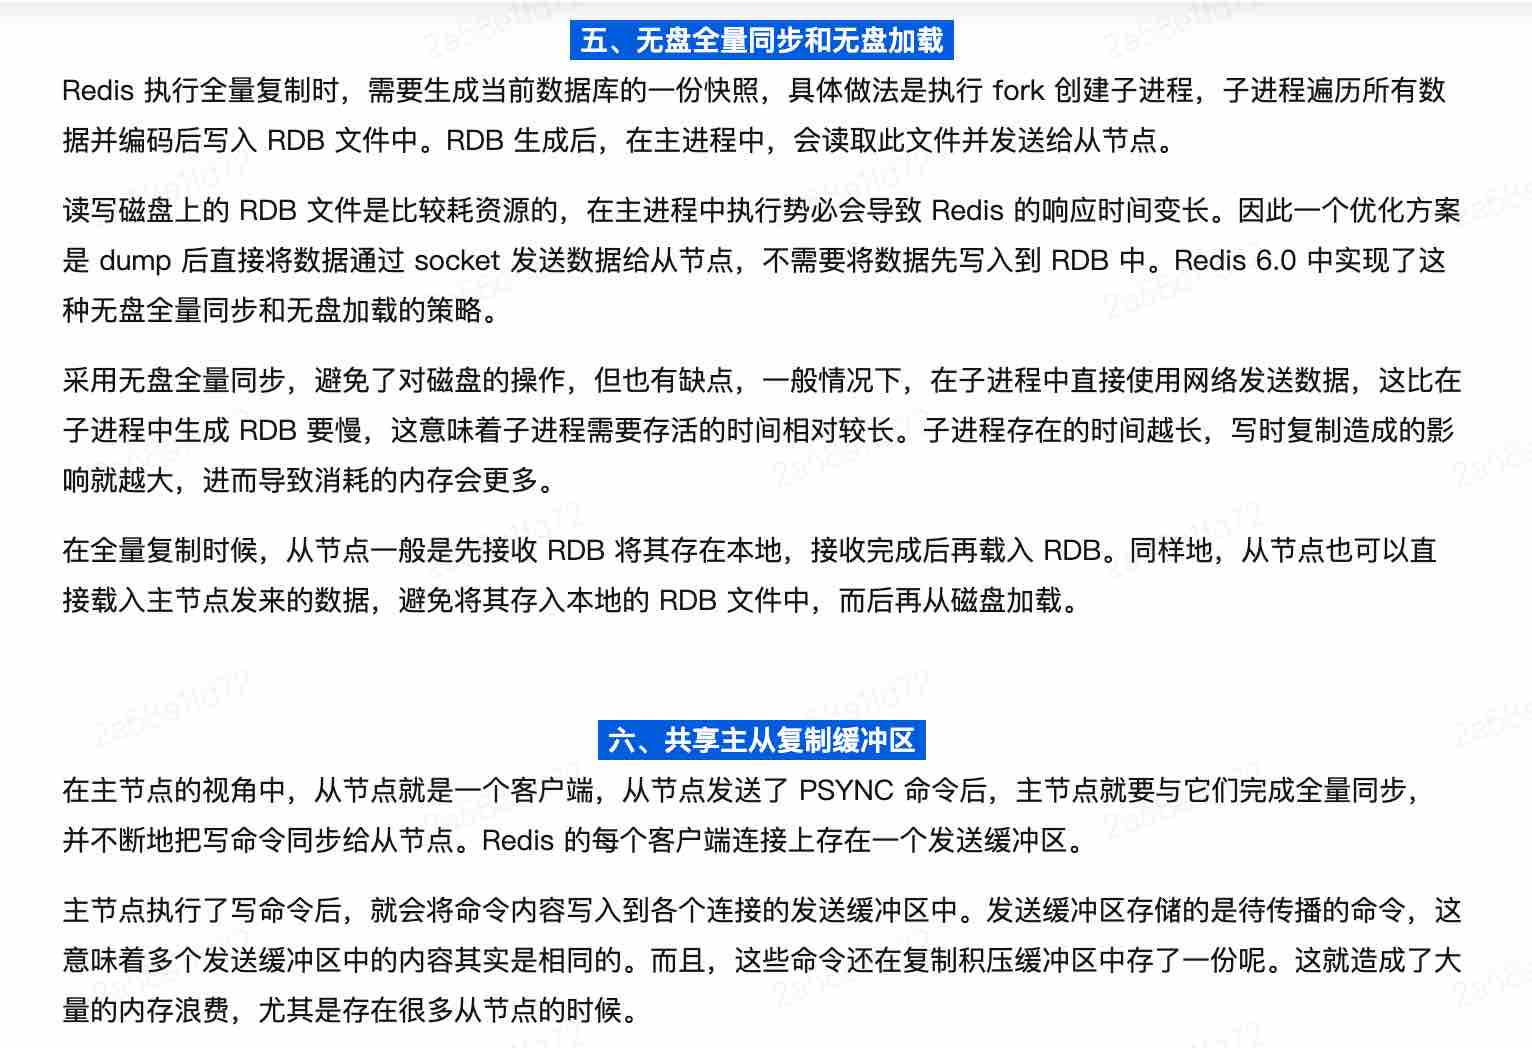 五、无盘全量同步和无盘加载
Redis 执行全量复制时，需要生成当前数据库的一份快照，具体做法是执行 fork 创建子进程，子进程遍历所有数
据并编码后写入 RDB 文件中。RDB 生成后，在主进程中，会读取此文件并发送给从节点。
读写磁盘上的 RDB 文件是比较耗资源的，在主进程中执行势必会导致 Redis 的响应时间变长。因此一个优化方案
是 dump 后直接将数据通过 socket 发送数据给从节点，不需要将数据先写入到 RDB 中。Redis 6.0 中实现了这
种无盘全量同步和无盘加载的策略。
采用无盘全量同步，避免了对磁盘的操作，但也有缺点，一般情况下，在子进程中直接使用网络发送数据，这比在
子进程中生成 RDB 要慢，这意味着子进程需要存活的时间相对较长。子进程存在的时间越长，写时复制造成的影
响就越大，进而导致消耗的内存会更多。
在全量复制时候，从节点一般是先接收 RDB 将其存在本地，接收完成后再载入 RDB。同样地，从节点也可以直
接载入主节点发来的数据，避免将其存入本地的 RDB 文件中，而后再从磁盘加载。
六、共享主从复制缓冲区
在主节点的视角中，从节点就是一个客户端，从节点发送了 PSYNC 命令后，主节点就要与它们完成全量同步，
并不断地把写命令同步给从节点。Redis 的每个客户端连接上存在一个发送缓冲区。
主节点执行了写命令后，就会将命令内容写入到各个连接的发送缓冲区中。发送缓冲区存储的是待传播的命令，这
意味着多个发送缓冲区中的内容其实是相同的。而且，这些命令还在复制积压缓冲区中存了一份呢。这就造成了大
量的内存浪费，尤其是存在很多从节点的时候。